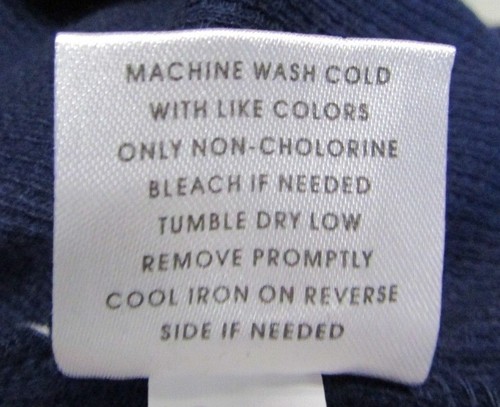 MACHINE WASH COLD
WITH LIKE COLORS
ONLY NON-CHOLORINE
BLEACH IF NEEDED
TUMBLE DRY LOW
REMOVE PROMPTLY
COOL IRON ON REVERSE
SIDE IF NEEDED